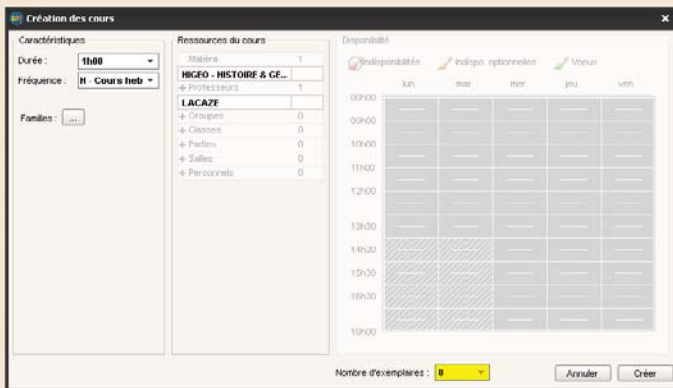 Création des cours
Caractéristiques
Durée : 1h00
Fréquence : H - Cours heb
Familles : ...
Ressources du cours
Matière 1
HIGEO - HISTOIRE & GE...
+ Professeurs 1
LACAZE
+ Groupes 0
+ Classes 0
+ Parties 0
+ Salles 0
+ Personnels 0
Disponibilité
Indisponibilités Indispo. optionnelles Voeux
lun. mar. mer. jeu. ven.
09h00
10h00
11h00
12h00
13h30
14h30
15h30
16h30
Nombre d'exemplaires : 8 Annuler Créer